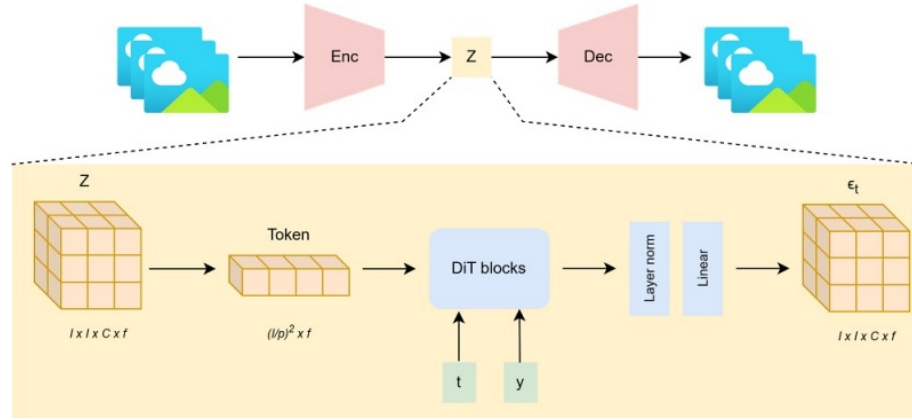 Enc
Z
Dec
Z
ϵt
Token
DiT blocks
Layer norm
Linear
I x I x C x f
(I/p)² x f
I x I x C x f
t
y